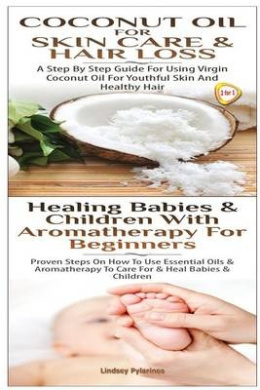 COCONUT OIL
FOR
SKIN CARE &
HAIR LOSS
A Step By Step Guide For Using Virgin
Coconut Oil For Youthful Skin And
Healthy Hair
2 for 1
Healing Babies &
Children With
Aromatherapy For
Beginners
Proven Steps On How To Use Essential Oils &
Aromatherapy To Care For & Heal Babies &
Children
Lindsey Pylarinos